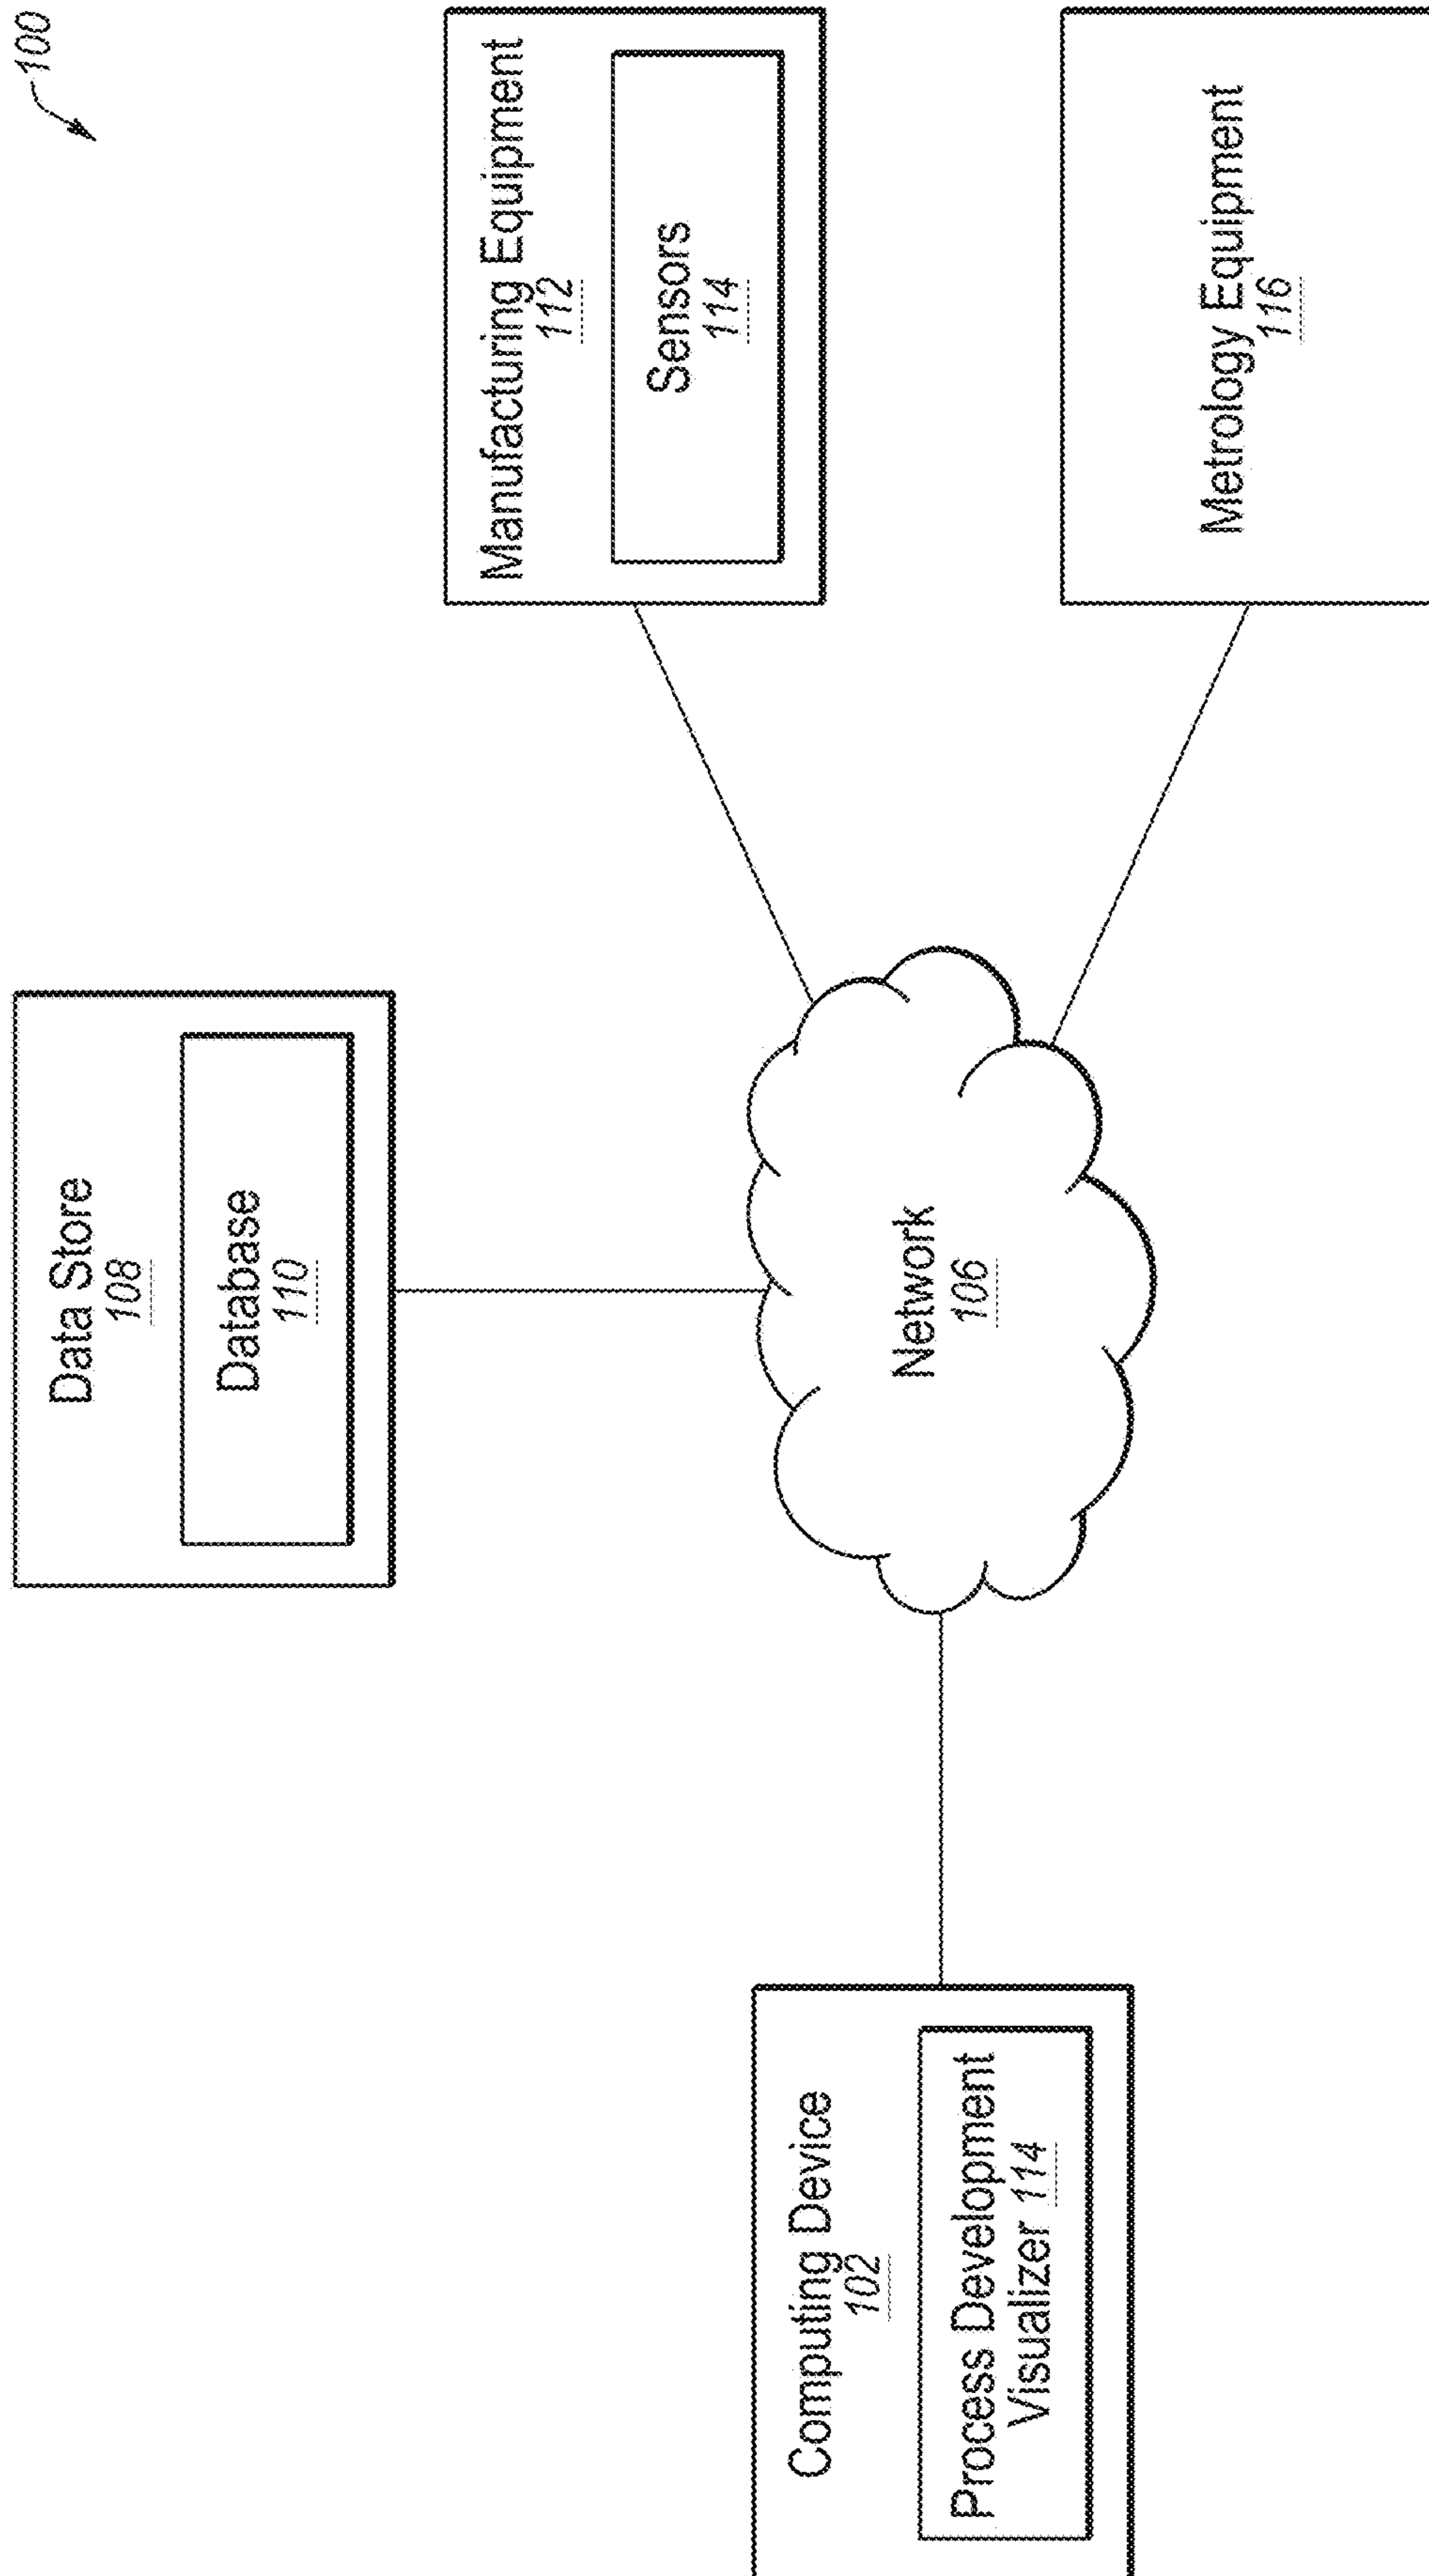 100
Data Store
108
Database
110
Manufacturing Equipment
112
Sensors
114
Computing Device
102
Process Development
Visualizer 114
Network
106
Metrology Equipment
116